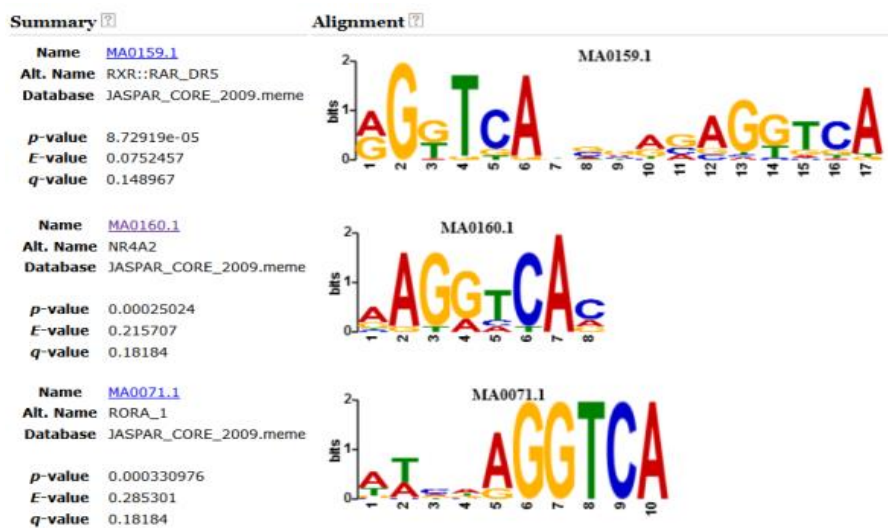 Summary ? Alignment ?
Name MA0159.1
Alt. Name RXR::RAR_DR5
Database JASPAR_CORE_2009.meme
p-value 8.72919e-05
E-value 0.0752457
q-value 0.148967
MA0159.1
2
bits
1
0
1 2 3 4 5 6 7 8 9 10 11 12 13 14 15 16 17
AGGTCA AGAGGTCA
Name MA0160.1
Alt. Name NR4A2
Database JASPAR_CORE_2009.meme
p-value 0.00025024
E-value 0.215707
q-value 0.18184
MA0160.1
2
bits
1
0
1 2 3 4 5 6 7 8
AAGGTCAC
Name MA0071.1
Alt. Name RORA_1
Database JASPAR_CORE_2009.meme
p-value 0.000330976
E-value 0.285301
q-value 0.18184
MA0071.1
2
bits
1
0
1 2 3 4 5 6 7 8 9 10
AT AGGTCA